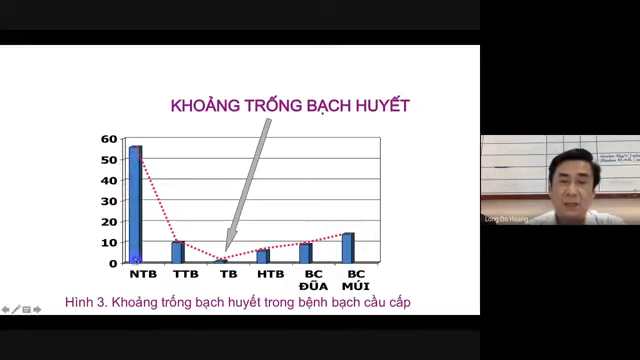 KHOẢNG TRỐNG BẠCH HUYẾT
60
50
40
30
20
10
0
NTB TTB TB HTB BC ĐŨA BC MÚI
Hình 3. Khoảng trống bạch huyết trong bệnh bạch cầu cấp
Long Do Hoang